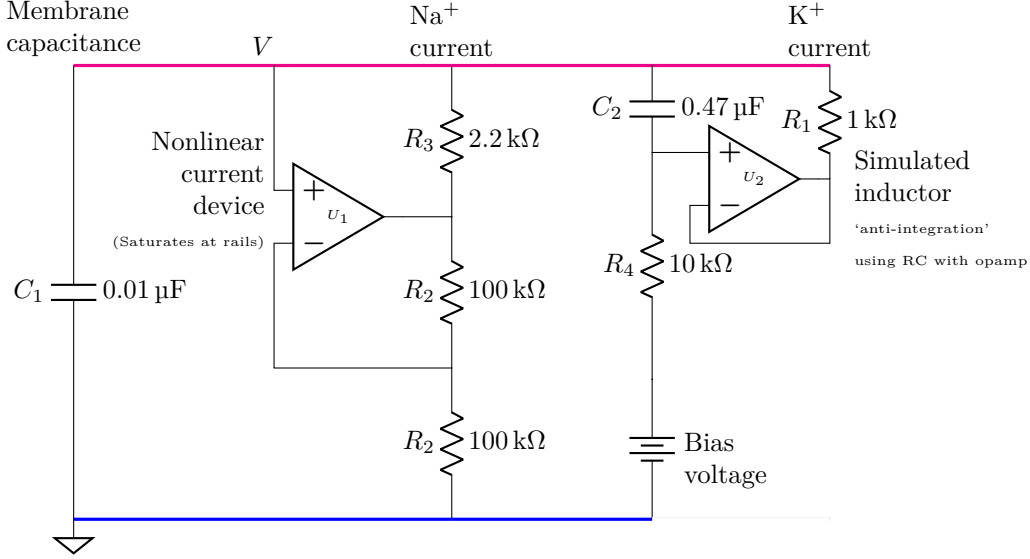 Membrane
capacitance
V
Na+
current
K+
current
C2 0.47 µF
R1 1 kΩ
R3 2.2 kΩ
Nonlinear
current
device
(Saturates at rails)
+
−
U1
+
−
U2
Simulated
inductor
‘anti-integration’
using RC with opamp
R4 10 kΩ
C1 0.01 µF
R2 100 kΩ
R2 100 kΩ
Bias
voltage